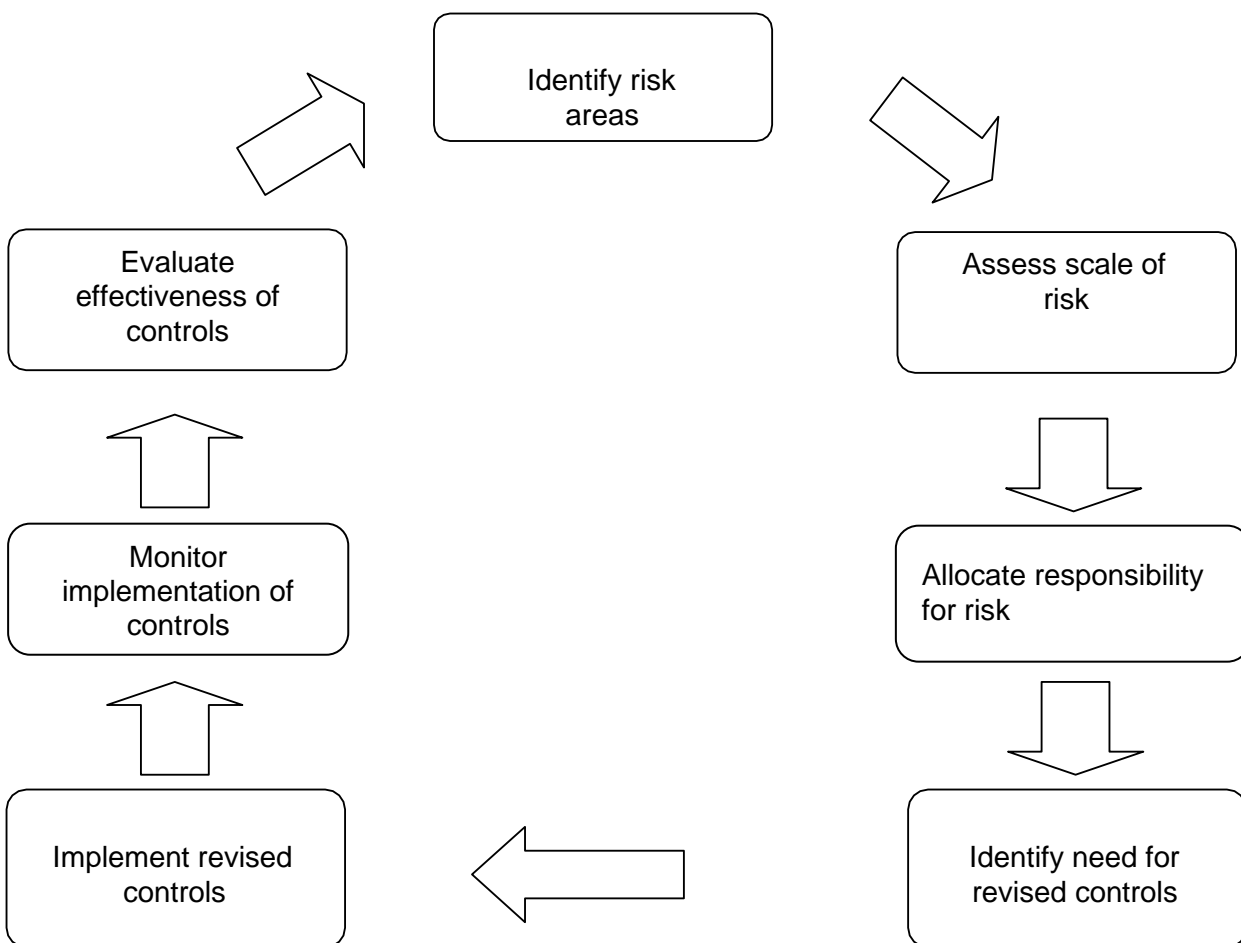 Identify risk
areas
Assess scale of
risk
Allocate responsibility
for risk
Identify need for
revised controls
Implement revised
controls
Monitor
implementation of
controls
Evaluate
effectiveness of
controls